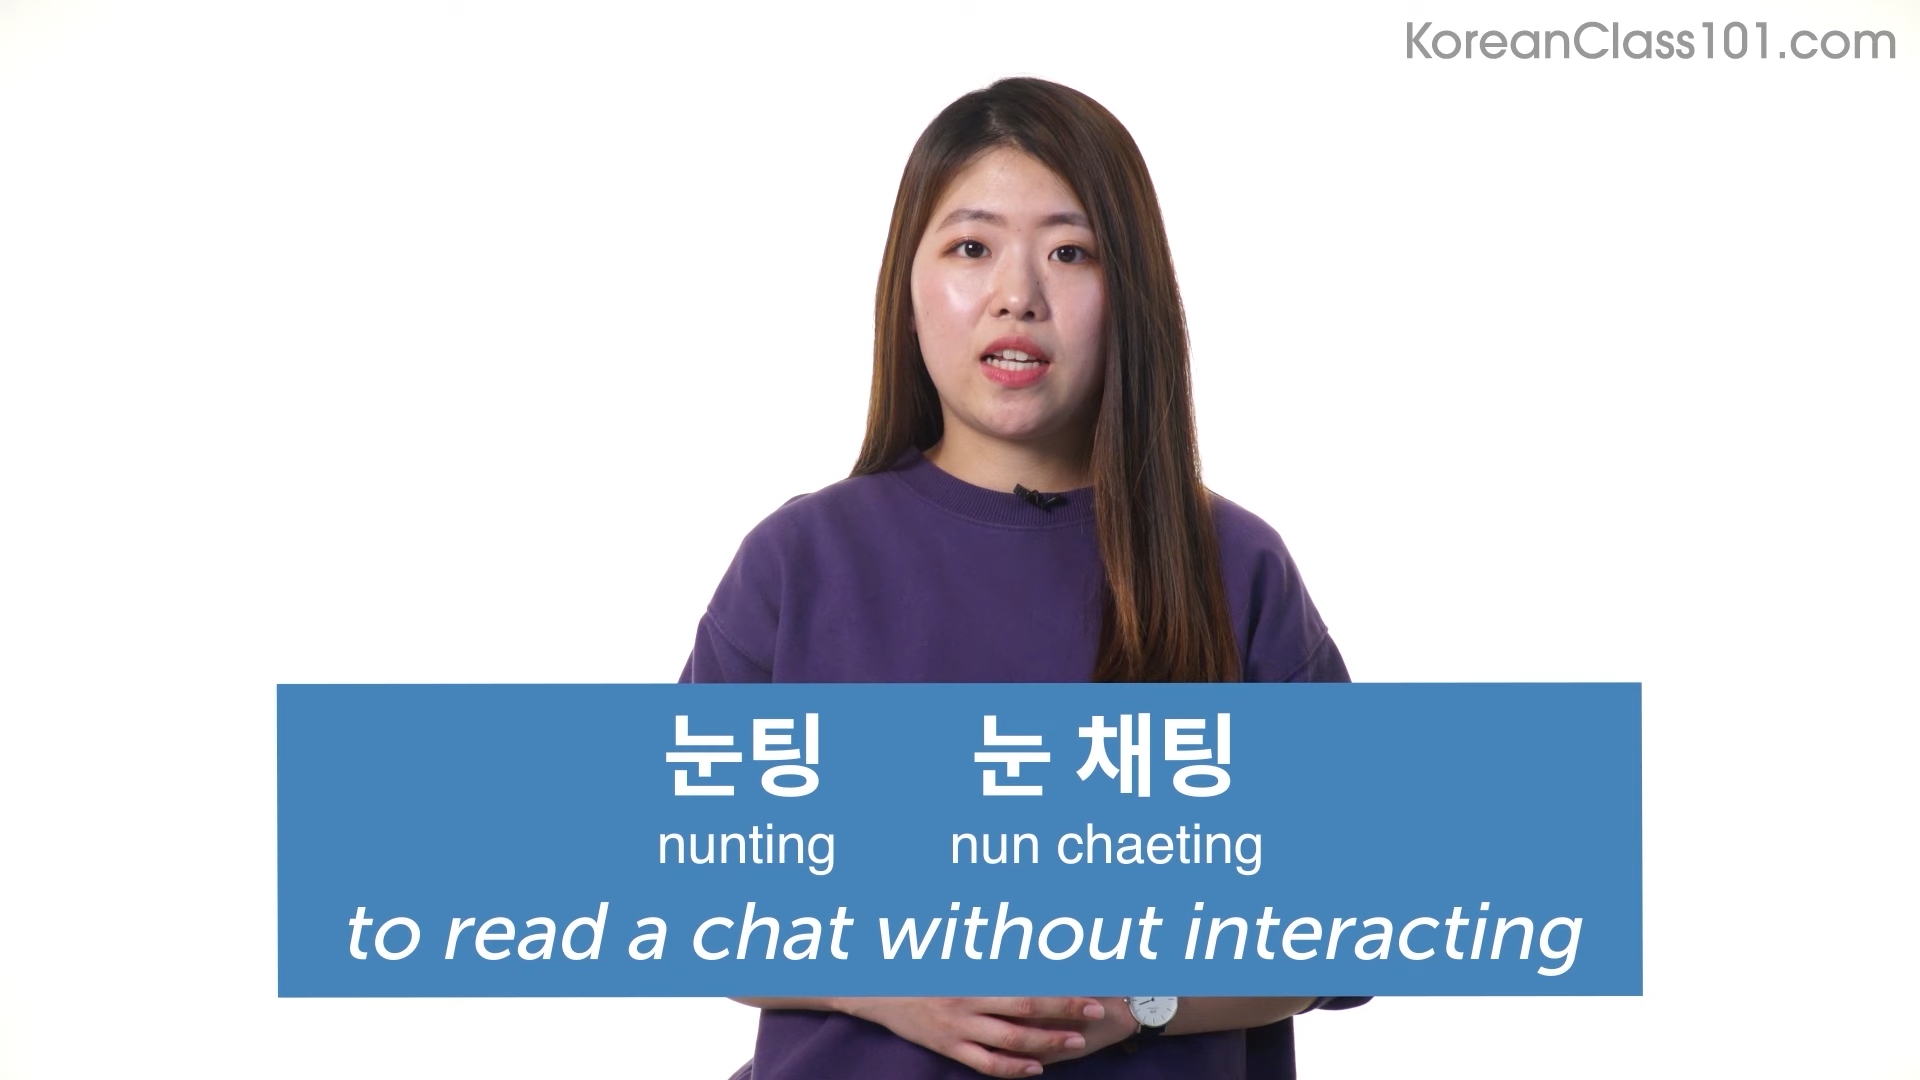 KoreanClass101.com
눈팅 눈 채팅
nunting nun chaeting
to read a chat without interacting